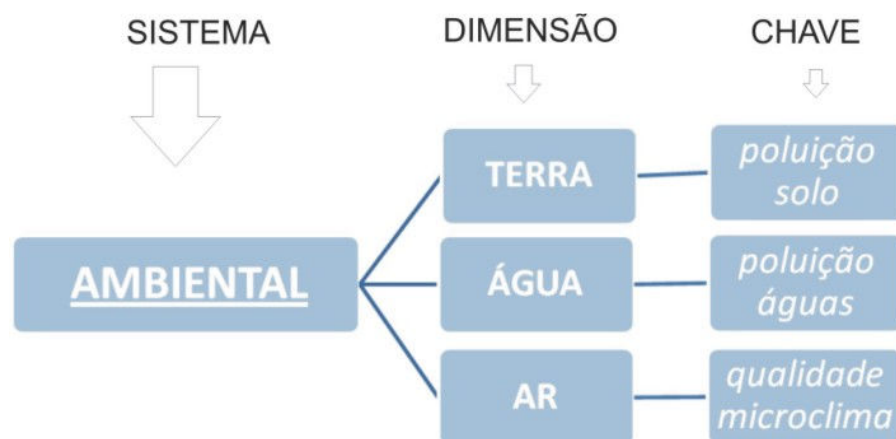 SISTEMA
DIMENSÃO
CHAVE
AMBIENTAL
TERRA
poluição
solo
ÁGUA
poluição
águas
AR
qualidade
microclima